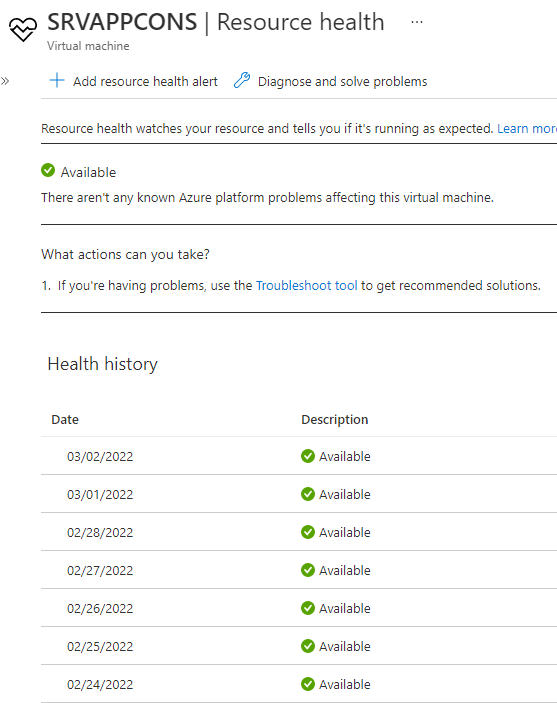 SRVAPPCONS | Resource health ...
Virtual machine
»
Add resource health alert Diagnose and solve problems
Resource health watches your resource and tells you if it's running as expected. Learn more
Available
There aren't any known Azure platform problems affecting this virtual machine.
What actions can you take?
1. If you're having problems, use the Troubleshoot tool to get recommended solutions.
Health history
Date Description
03/02/2022 Available
03/01/2022 Available
02/28/2022 Available
02/27/2022 Available
02/26/2022 Available
02/25/2022 Available
02/24/2022 Available